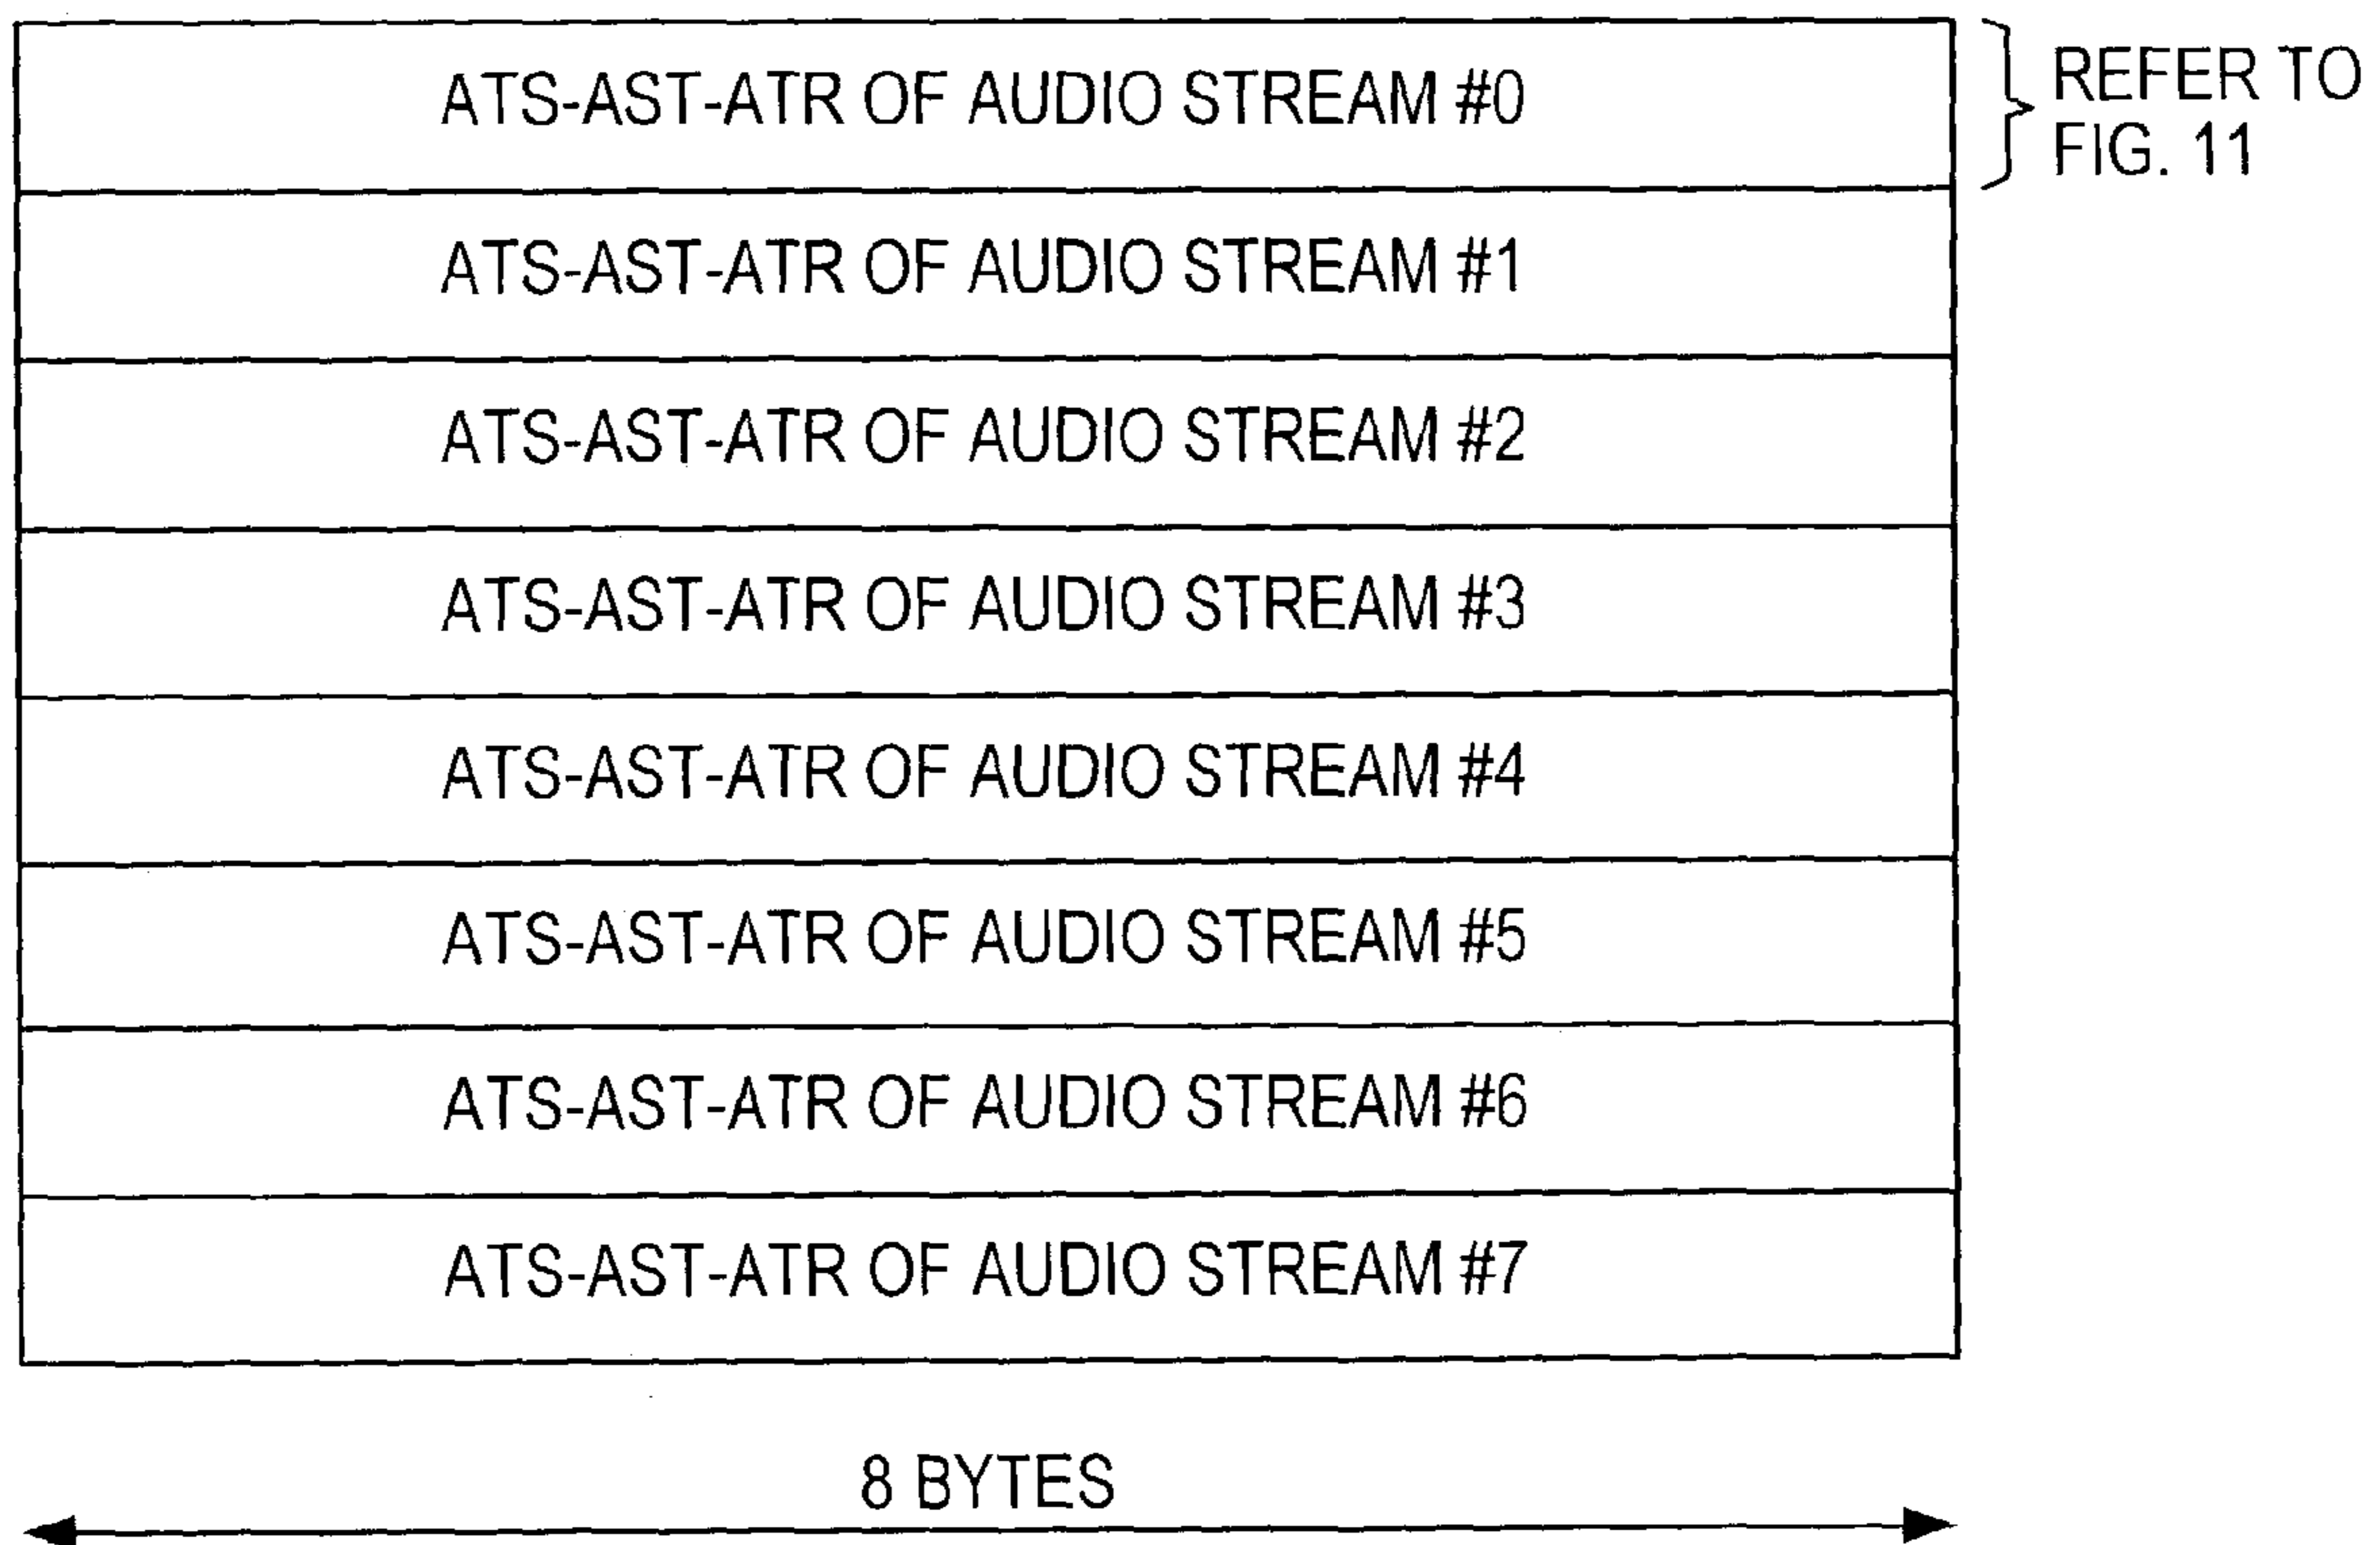 ATS-AST-ATR OF AUDIO STREAM #0
REFER TO
FIG. 11
ATS-AST-ATR OF AUDIO STREAM #1
ATS-AST-ATR OF AUDIO STREAM #2
ATS-AST-ATR OF AUDIO STREAM #3
ATS-AST-ATR OF AUDIO STREAM #4
ATS-AST-ATR OF AUDIO STREAM #5
ATS-AST-ATR OF AUDIO STREAM #6
ATS-AST-ATR OF AUDIO STREAM #7
8 BYTES